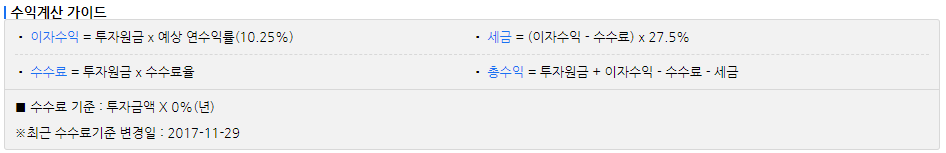 수익계산 가이드
• 이자수익 = 투자원금 x 예상 연수익률(10.25%)
• 세금 = (이자수익 - 수수료) x 27.5%
• 수수료 = 투자원금 x 수수료율
• 총수익 = 투자원금 + 이자수익 - 수수료 - 세금
■ 수수료 기준 : 투자금액 X 0%(년)
※최근 수수료기준 변경일 : 2017-11-29